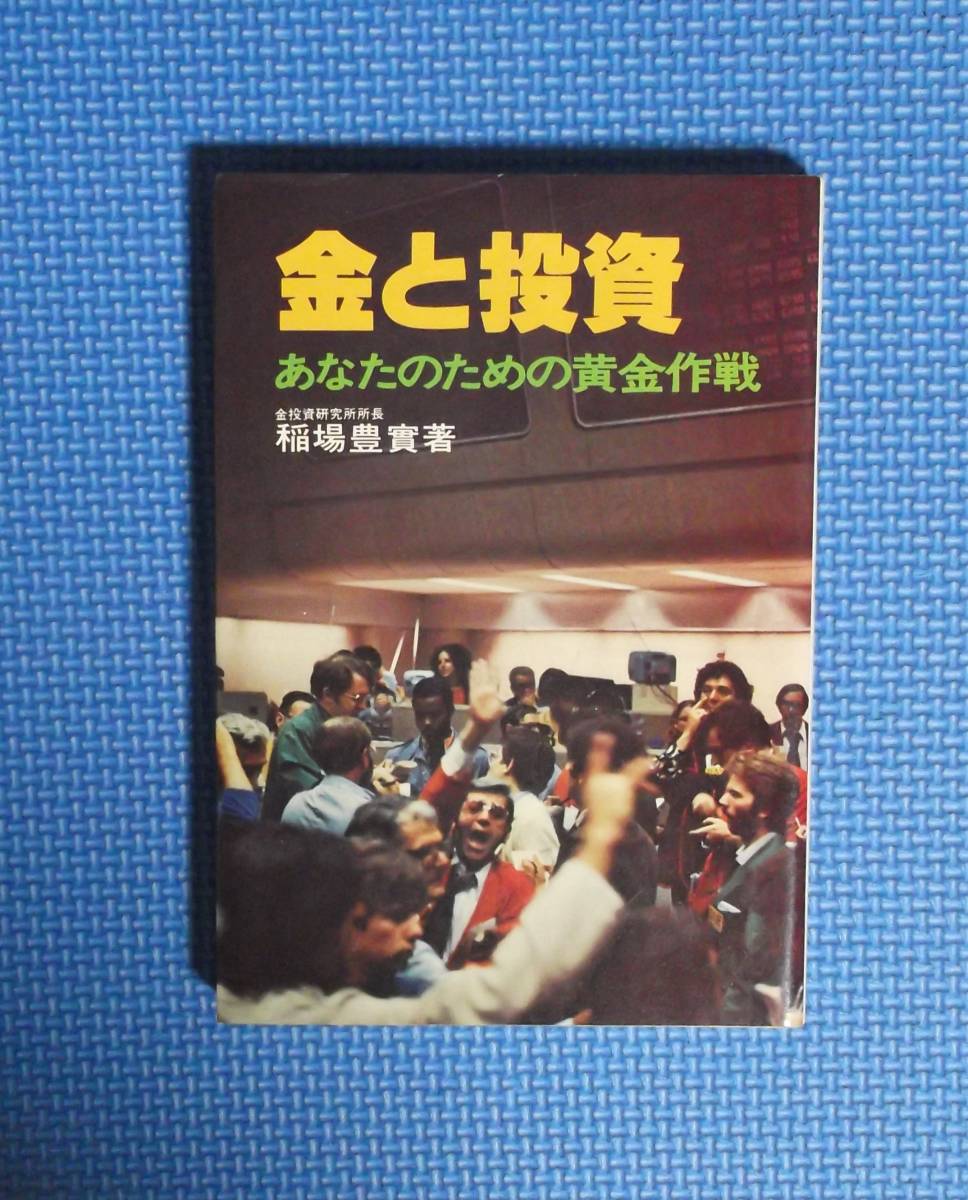 金と投資
あなたのための黄金作戦
金投資研究所所長
稲場豊實著